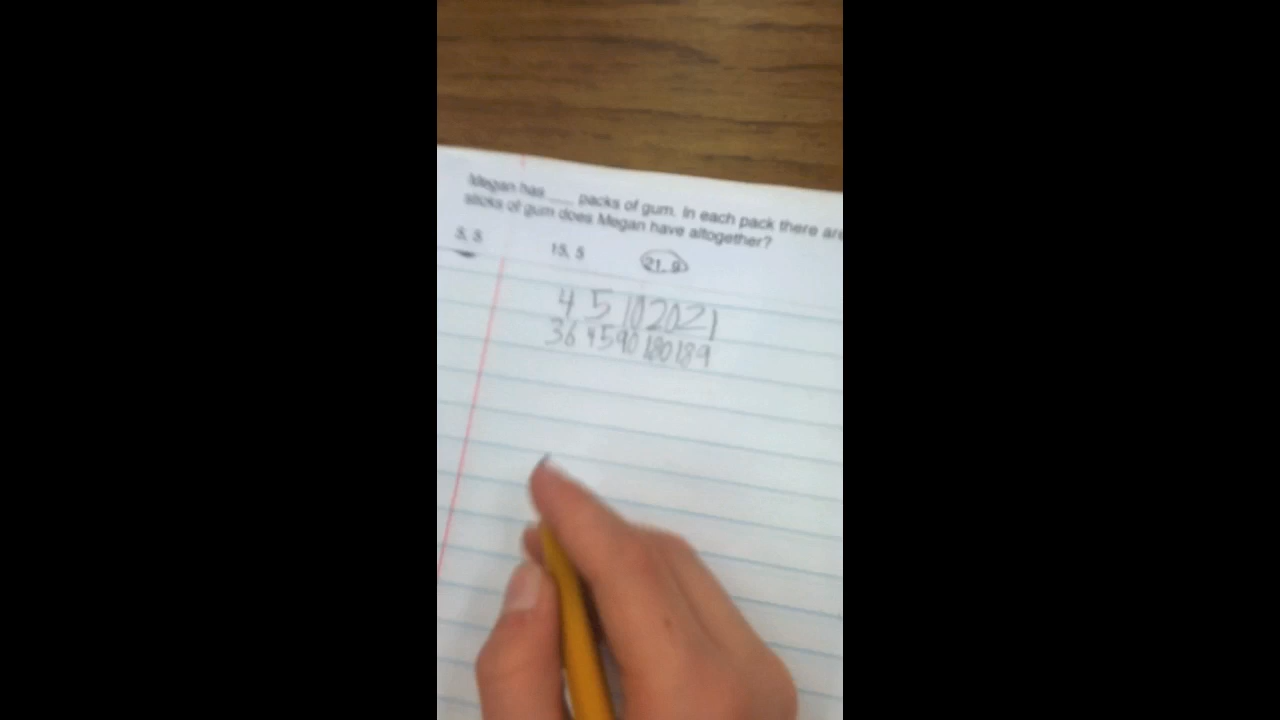 Megan has ___ packs of gum. In each pack there are
sticks of gum does Megan have altogether?
5, 5 15, 5 21, 9
4 5 10 20 21
36 45 90 180 189